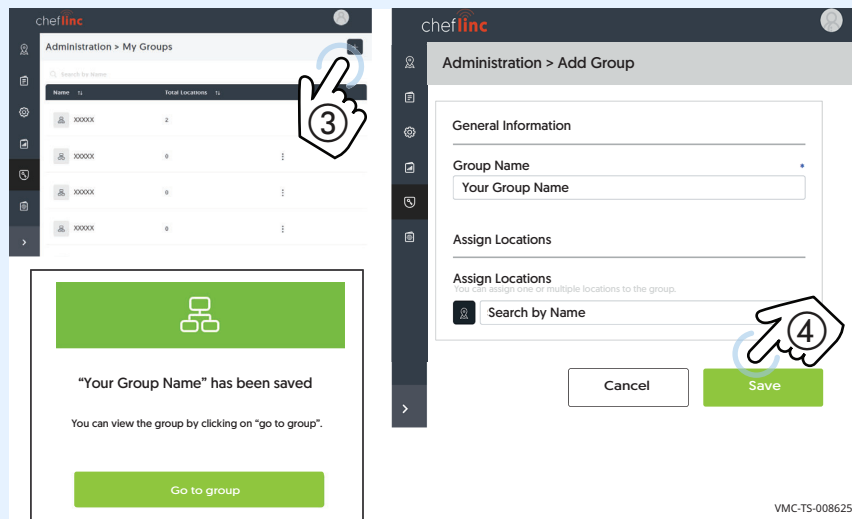 cheflinc
Administration > My Groups
Search by Name
Name
Total Locations
XXXXX
2
XXXXX
0
XXXXX
0
XXXXX
0
3
"Your Group Name" has been saved
You can view the group by clicking on "go to group".
Go to group
cheflinc
Administration > Add Group
General Information
Group Name *
Your Group Name
Assign Locations
Assign Locations
You can assign one or multiple locations to the group.
Search by Name
4
Cancel
Save
VMC-TS-008625